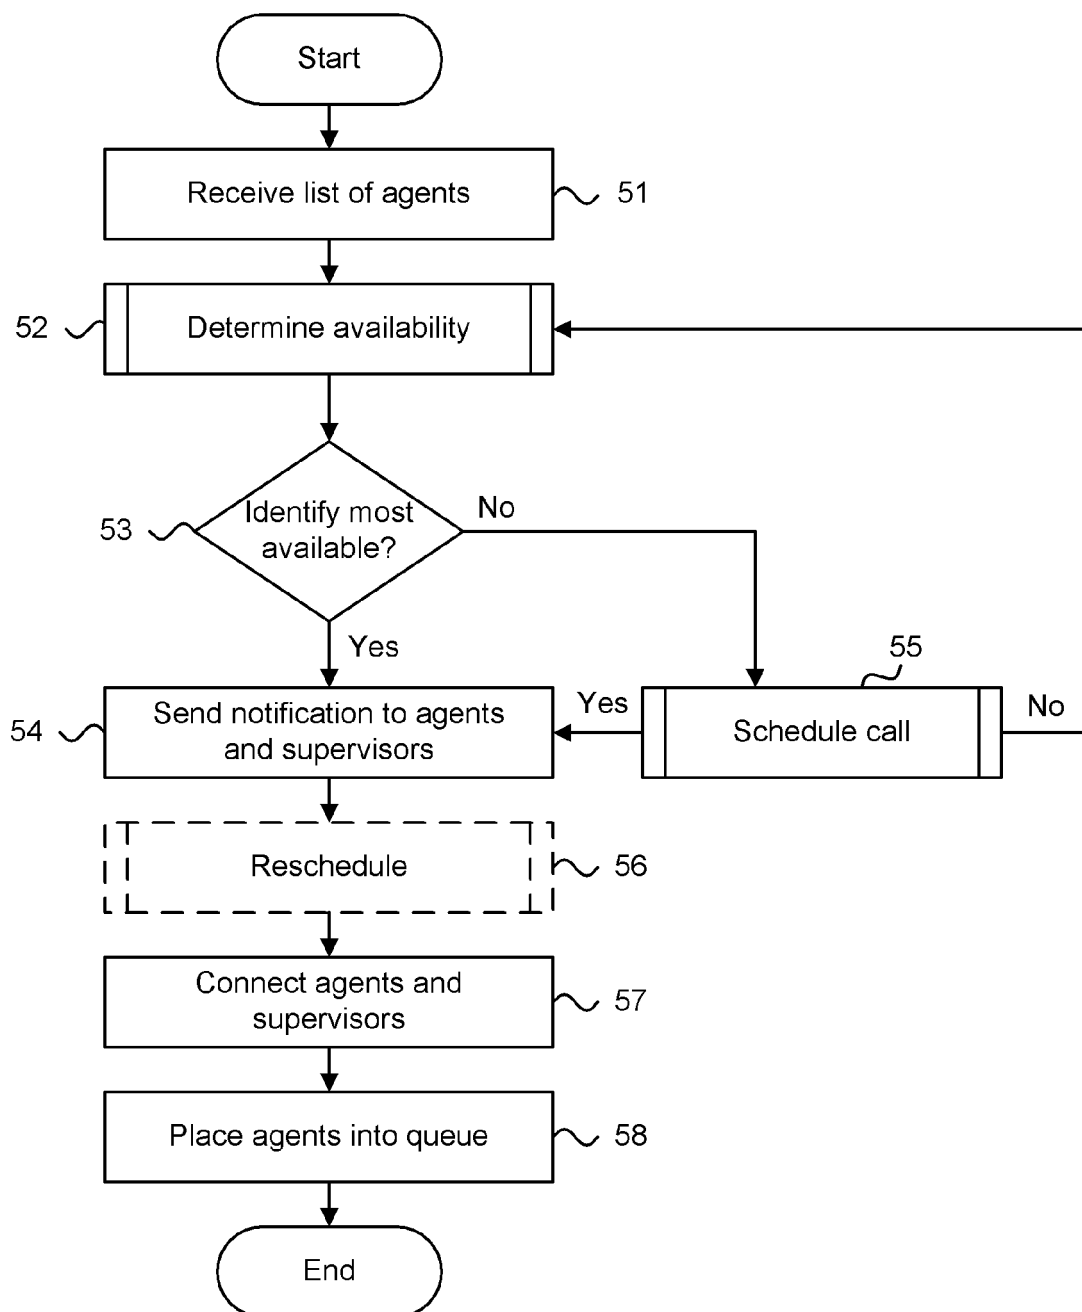 Start
Receive list of agents
51
52
Determine availability
Identify most
available?
53
No
Yes
55
Send notification to agents
and supervisors
54
Yes
Schedule call
No
Reschedule
56
Connect agents and
supervisors
57
Place agents into queue
58
End